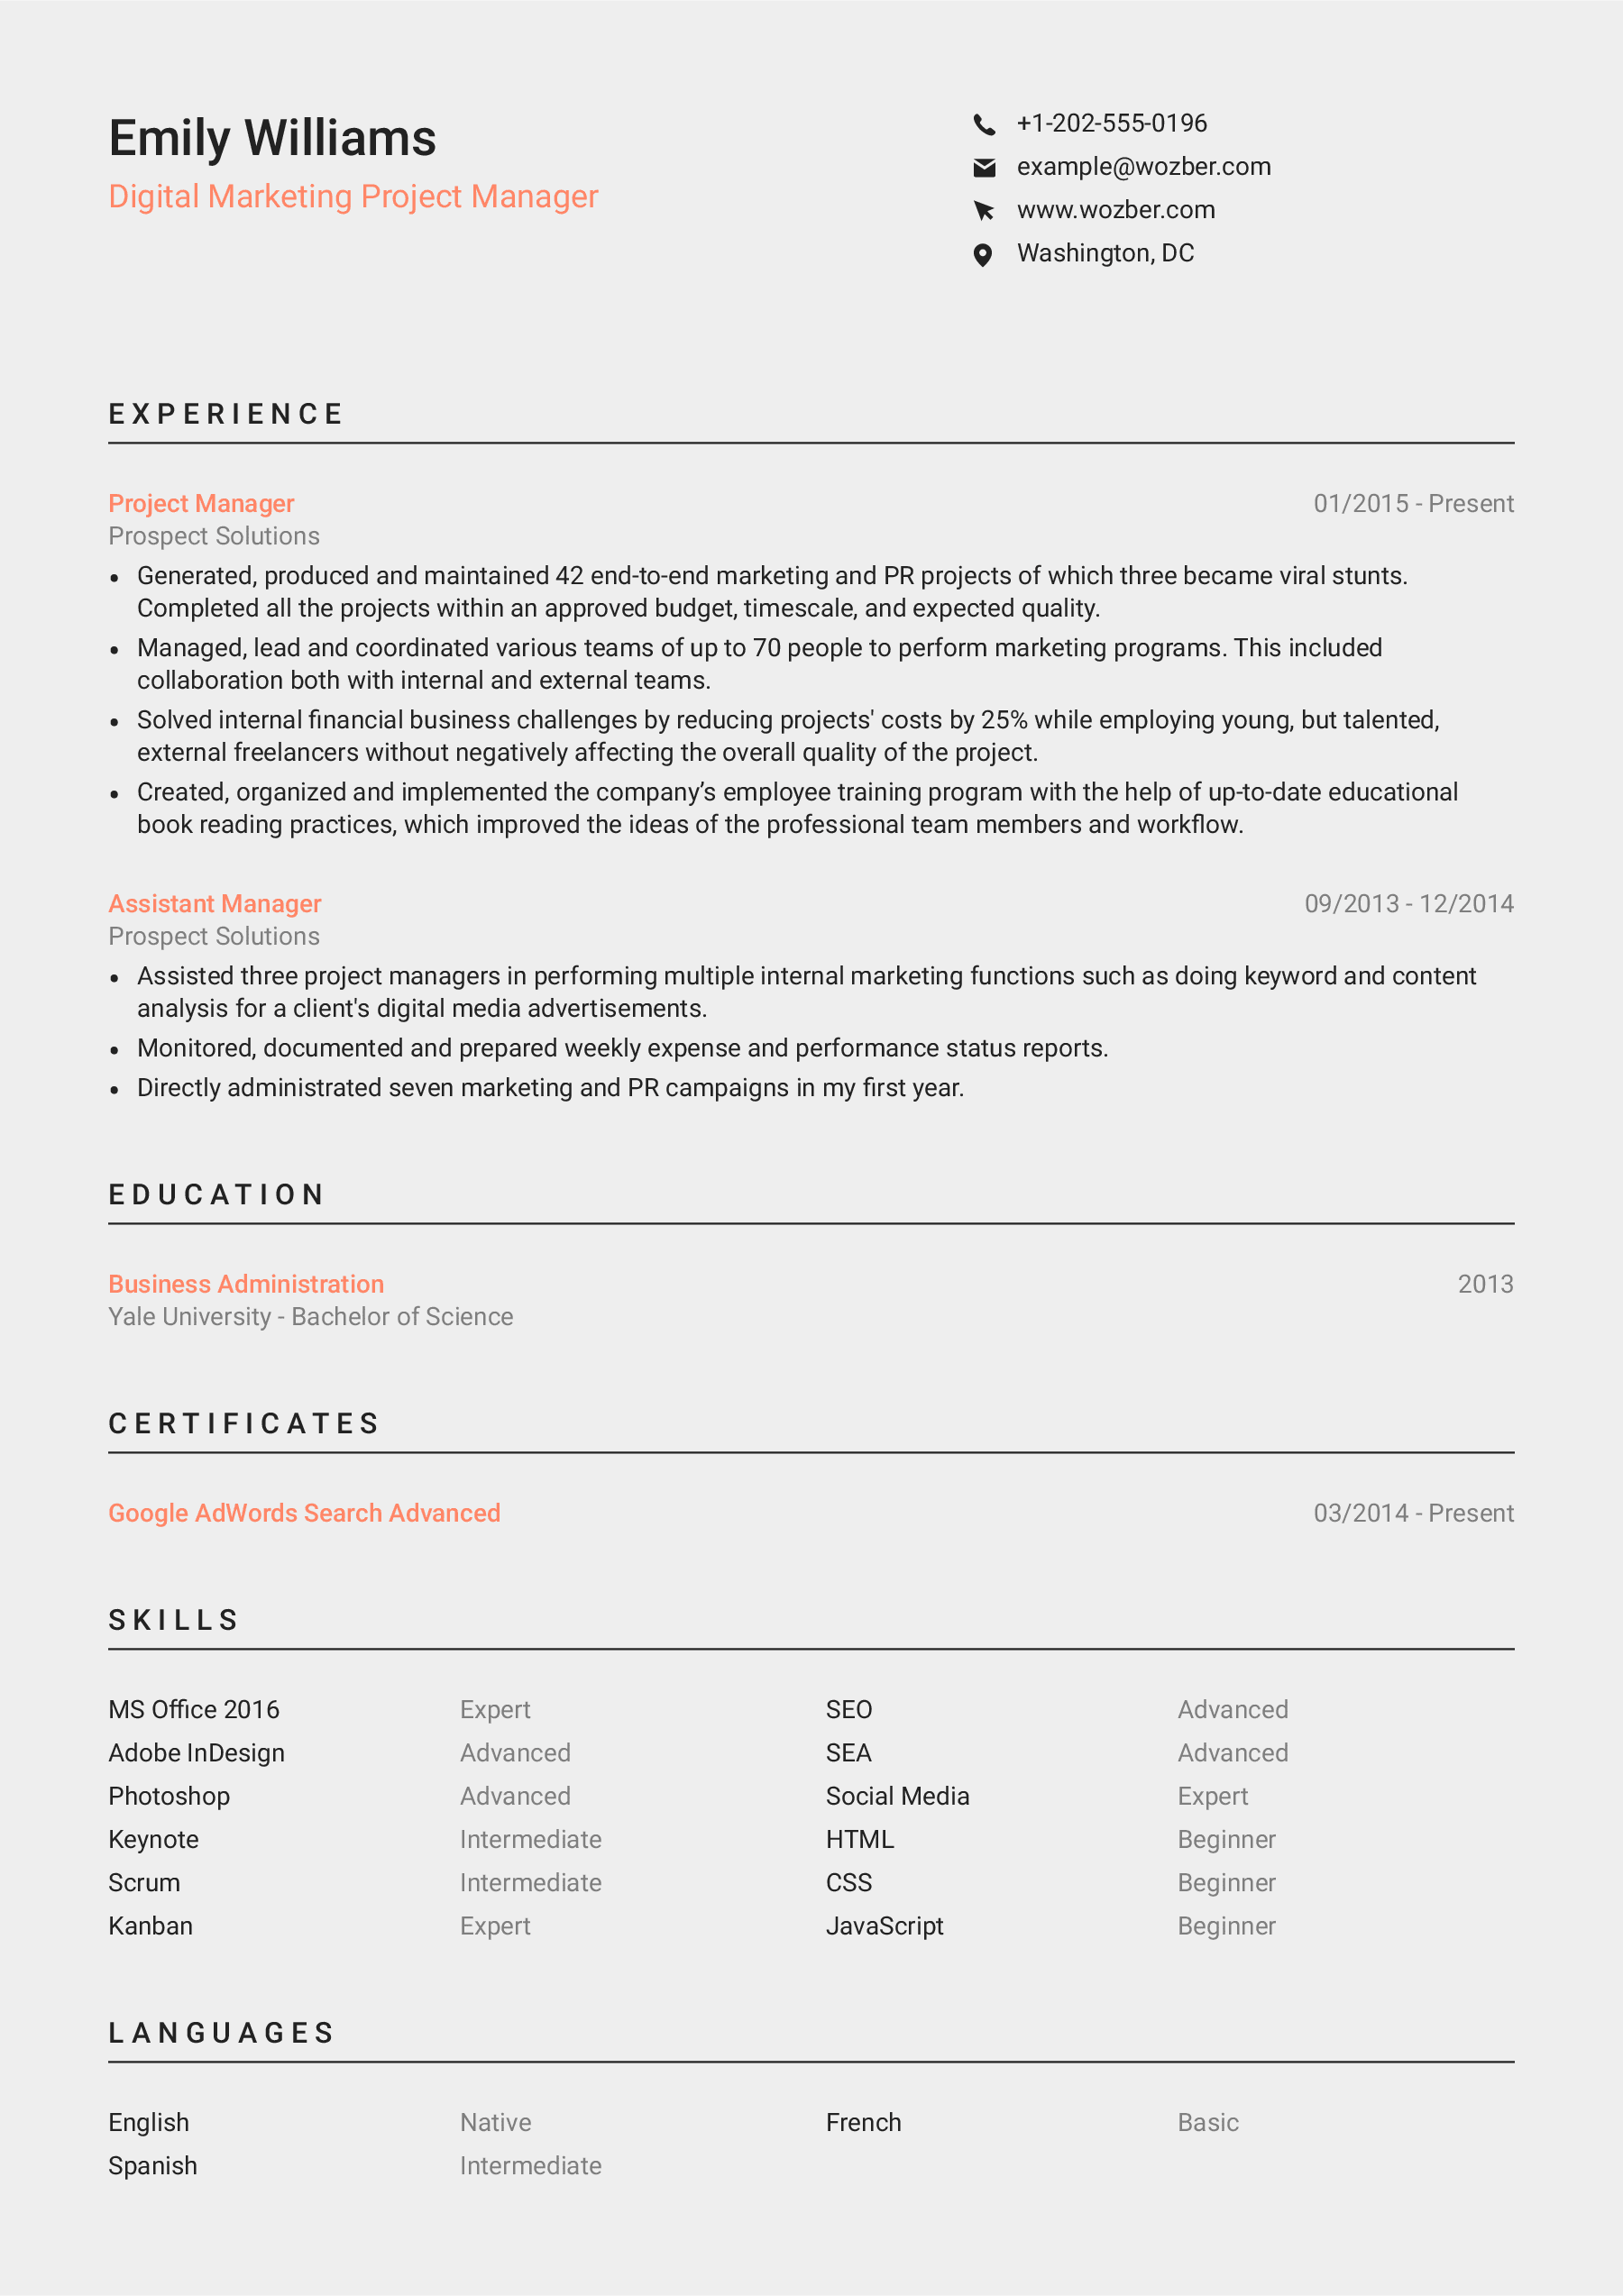 Emily Williams
Digital Marketing Project Manager
+1-202-555-0196
example@wozber.com
www.wozber.com
Washington, DC
EXPERIENCE
Project Manager 01/2015 - Present
Prospect Solutions
• Generated, produced and maintained 42 end-to-end marketing and PR projects of which three became viral stunts.
Completed all the projects within an approved budget, timescale, and expected quality.
• Managed, lead and coordinated various teams of up to 70 people to perform marketing programs. This included
collaboration both with internal and external teams.
• Solved internal financial business challenges by reducing projects' costs by 25% while employing young, but talented,
external freelancers without negatively affecting the overall quality of the project.
• Created, organized and implemented the company’s employee training program with the help of up-to-date educational
book reading practices, which improved the ideas of the professional team members and workflow.
Assistant Manager 09/2013 - 12/2014
Prospect Solutions
• Assisted three project managers in performing multiple internal marketing functions such as doing keyword and content
analysis for a client's digital media advertisements.
• Monitored, documented and prepared weekly expense and performance status reports.
• Directly administrated seven marketing and PR campaigns in my first year.
EDUCATION
Business Administration 2013
Yale University - Bachelor of Science
CERTIFICATES
Google AdWords Search Advanced 03/2014 - Present
SKILLS
MS Office 2016 Expert SEO Advanced
Adobe InDesign Advanced SEA Advanced
Photoshop Advanced Social Media Expert
Keynote Intermediate HTML Beginner
Scrum Intermediate CSS Beginner
Kanban Expert JavaScript Beginner
LANGUAGES
English Native French Basic
Spanish Intermediate